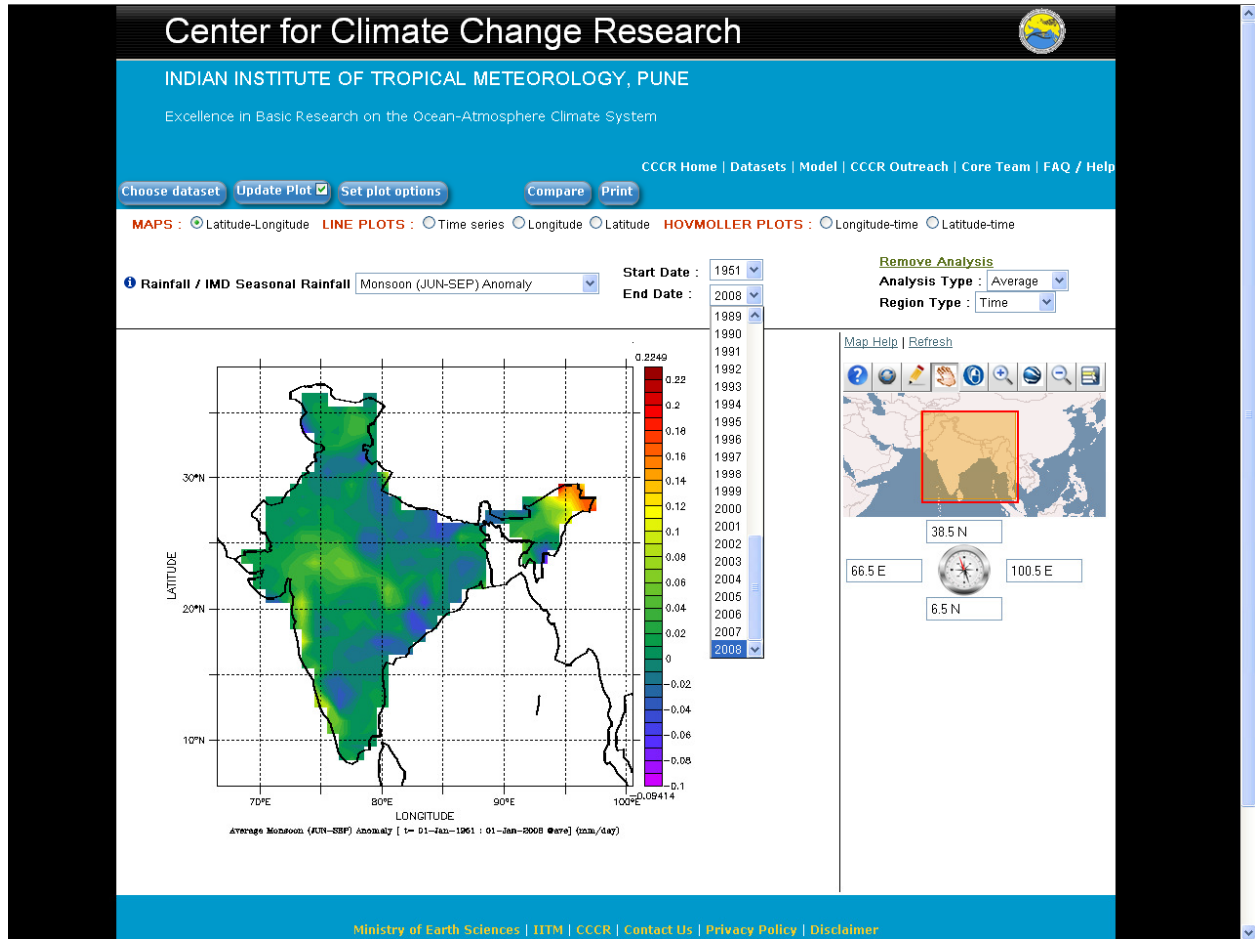 Center for Climate Change Research
INDIAN INSTITUTE OF TROPICAL METEOROLOGY, PUNE
Excellence in Basic Research on the Ocean-Atmosphere Climate System
CCCR Home | Datasets | Model | CCCR Outreach | Core Team | FAQ / Help
Choose dataset Update Plot Set plot options Compare Print
MAPS : Latitude-Longitude LINE PLOTS : Time series Longitude Latitude HOVMOLLER PLOTS : Longitude-time Latitude-time
Rainfall / IMD Seasonal Rainfall Monsoon (JUN-SEP) Anomaly
Start Date : 1951
End Date : 2008
Remove Analysis
Analysis Type : Average
Region Type : Time
1989
1990
1991
1992
1993
1994
1995
1996
1997
1998
1999
2000
2001
2002
2003
2004
2005
2006
2007
2008
Map Help | Refresh
38.5 N
66.5 E
100.5 E
6.5 N
0.2249
0.22
0.2
0.18
0.16
0.14
0.12
0.1
0.08
0.06
0.04
0.02
0
-0.02
-0.04
-0.06
-0.08
-0.1
-0.09414
30°N
20°N
10°N
LATITUDE
70°E 80°E 90°E 100°E
LONGITUDE
Average Monsoon (JUN-SEP) Anomaly [ t= 01-Jan-1951 : 01-Jan-2008 @ave] (mm/day)
Ministry of Earth Sciences | IITM | CCCR | Contact Us | Privacy Policy | Disclaimer